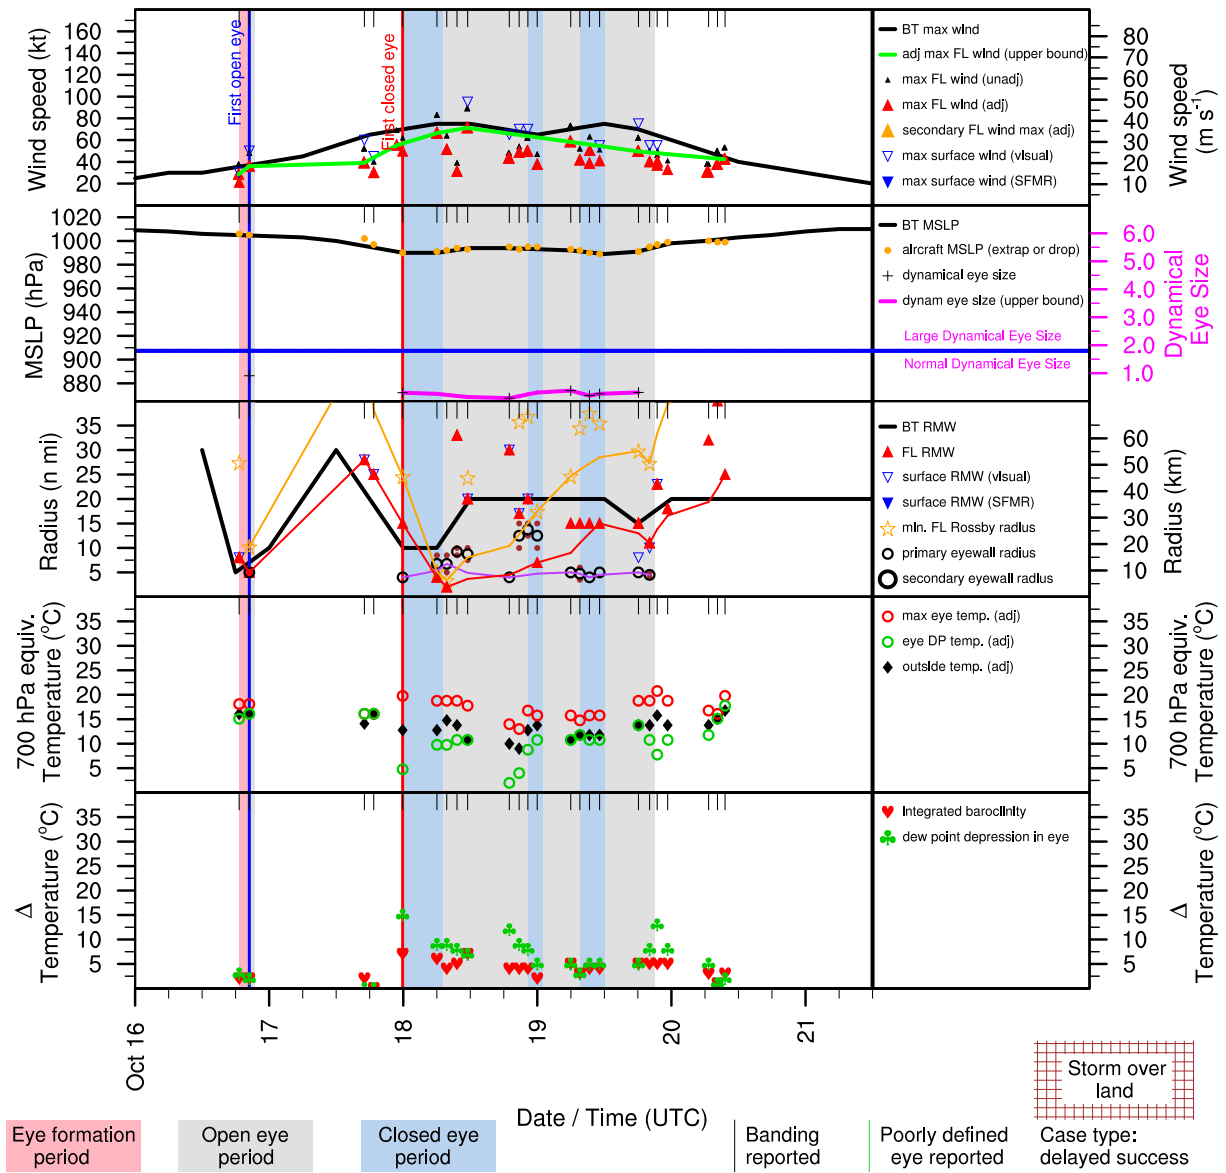 160
140
120
100
80
60
40
20
Wind speed (kt)
First open eye
First closed eye
BT max wind
adj max FL wind (upper bound)
max FL wind (unadj)
max FL wind (adj)
secondary FL wind max (adj)
max surface wind (visual)
max surface wind (SFMR)
80
70
60
50
40
30
20
10
Wind speed
(m s-1)
1020
1000
980
960
940
920
900
880
MSLP (hPa)
BT MSLP
aircraft MSLP (extrap or drop)
dynamical eye size
dynam eye size (upper bound)
Large Dynamical Eye Size
Normal Dynamical Eye Size
6.0
5.0
4.0
3.0
2.0
1.0
Dynamical
Eye Size
35
30
25
20
15
10
5
Radius (n mi)
BT RMW
FL RMW
surface RMW (visual)
surface RMW (SFMR)
min. FL Rossby radius
primary eyewall radius
secondary eyewall radius
60
50
40
30
20
10
Radius (km)
35
30
25
20
15
10
5
700 hPa equiv.
Temperature (°C)
max eye temp. (adj)
eye DP temp. (adj)
outside temp. (adj)
35
30
25
20
15
10
5
700 hPa equiv.
Temperature (°C)
35
30
25
20
15
10
5
Δ
Temperature (°C)
integrated baroclinity
dew point depression in eye
35
30
25
20
15
10
5
Δ
Temperature (°C)
Oct 16
17
18
19
20
21
Date / Time (UTC)
Storm over
land
Eye formation
period
Open eye
period
Closed eye
period
Banding
reported
Poorly defined
eye reported
Case type:
delayed success